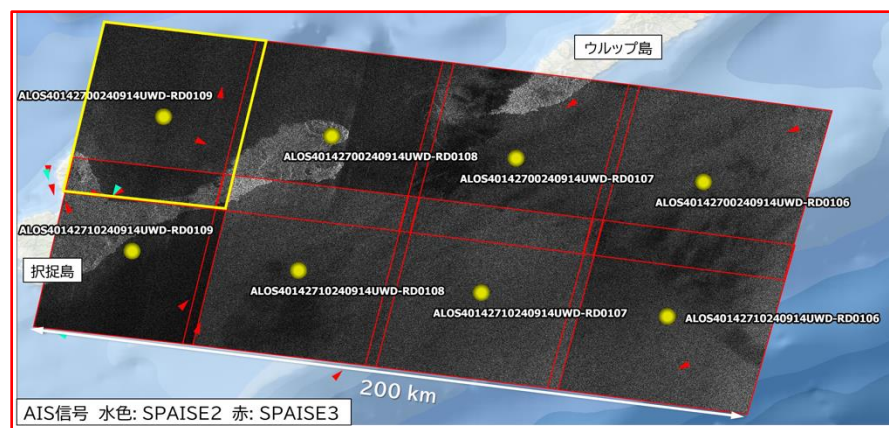 ウルップ島
ALOS40142700240914UWD-RD0109
ALOS40142700240914UWD-RD0108
ALOS40142700240914UWD-RD0107
ALOS40142700240914UWD-RD0106
ALOS40142710240914UWD-RD0109
択捉島
ALOS40142710240914UWD-RD0108
ALOS40142710240914UWD-RD0107
ALOS40142710240914UWD-RD0106
200 km
AIS信号 水色: SPAISE2 赤: SPAISE3